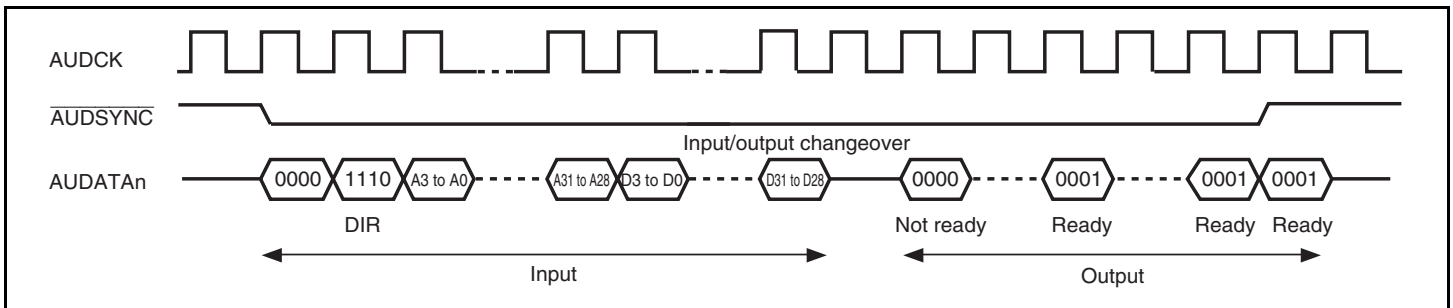 AUDCK
AUDSYNC
Input/output changeover
AUDATAn 0000 1110 A3 to A0 A31 to A28 D3 to D0 D31 to D28 0000 0001 0001 0001
DIR Not ready Ready Ready Ready
Input Output